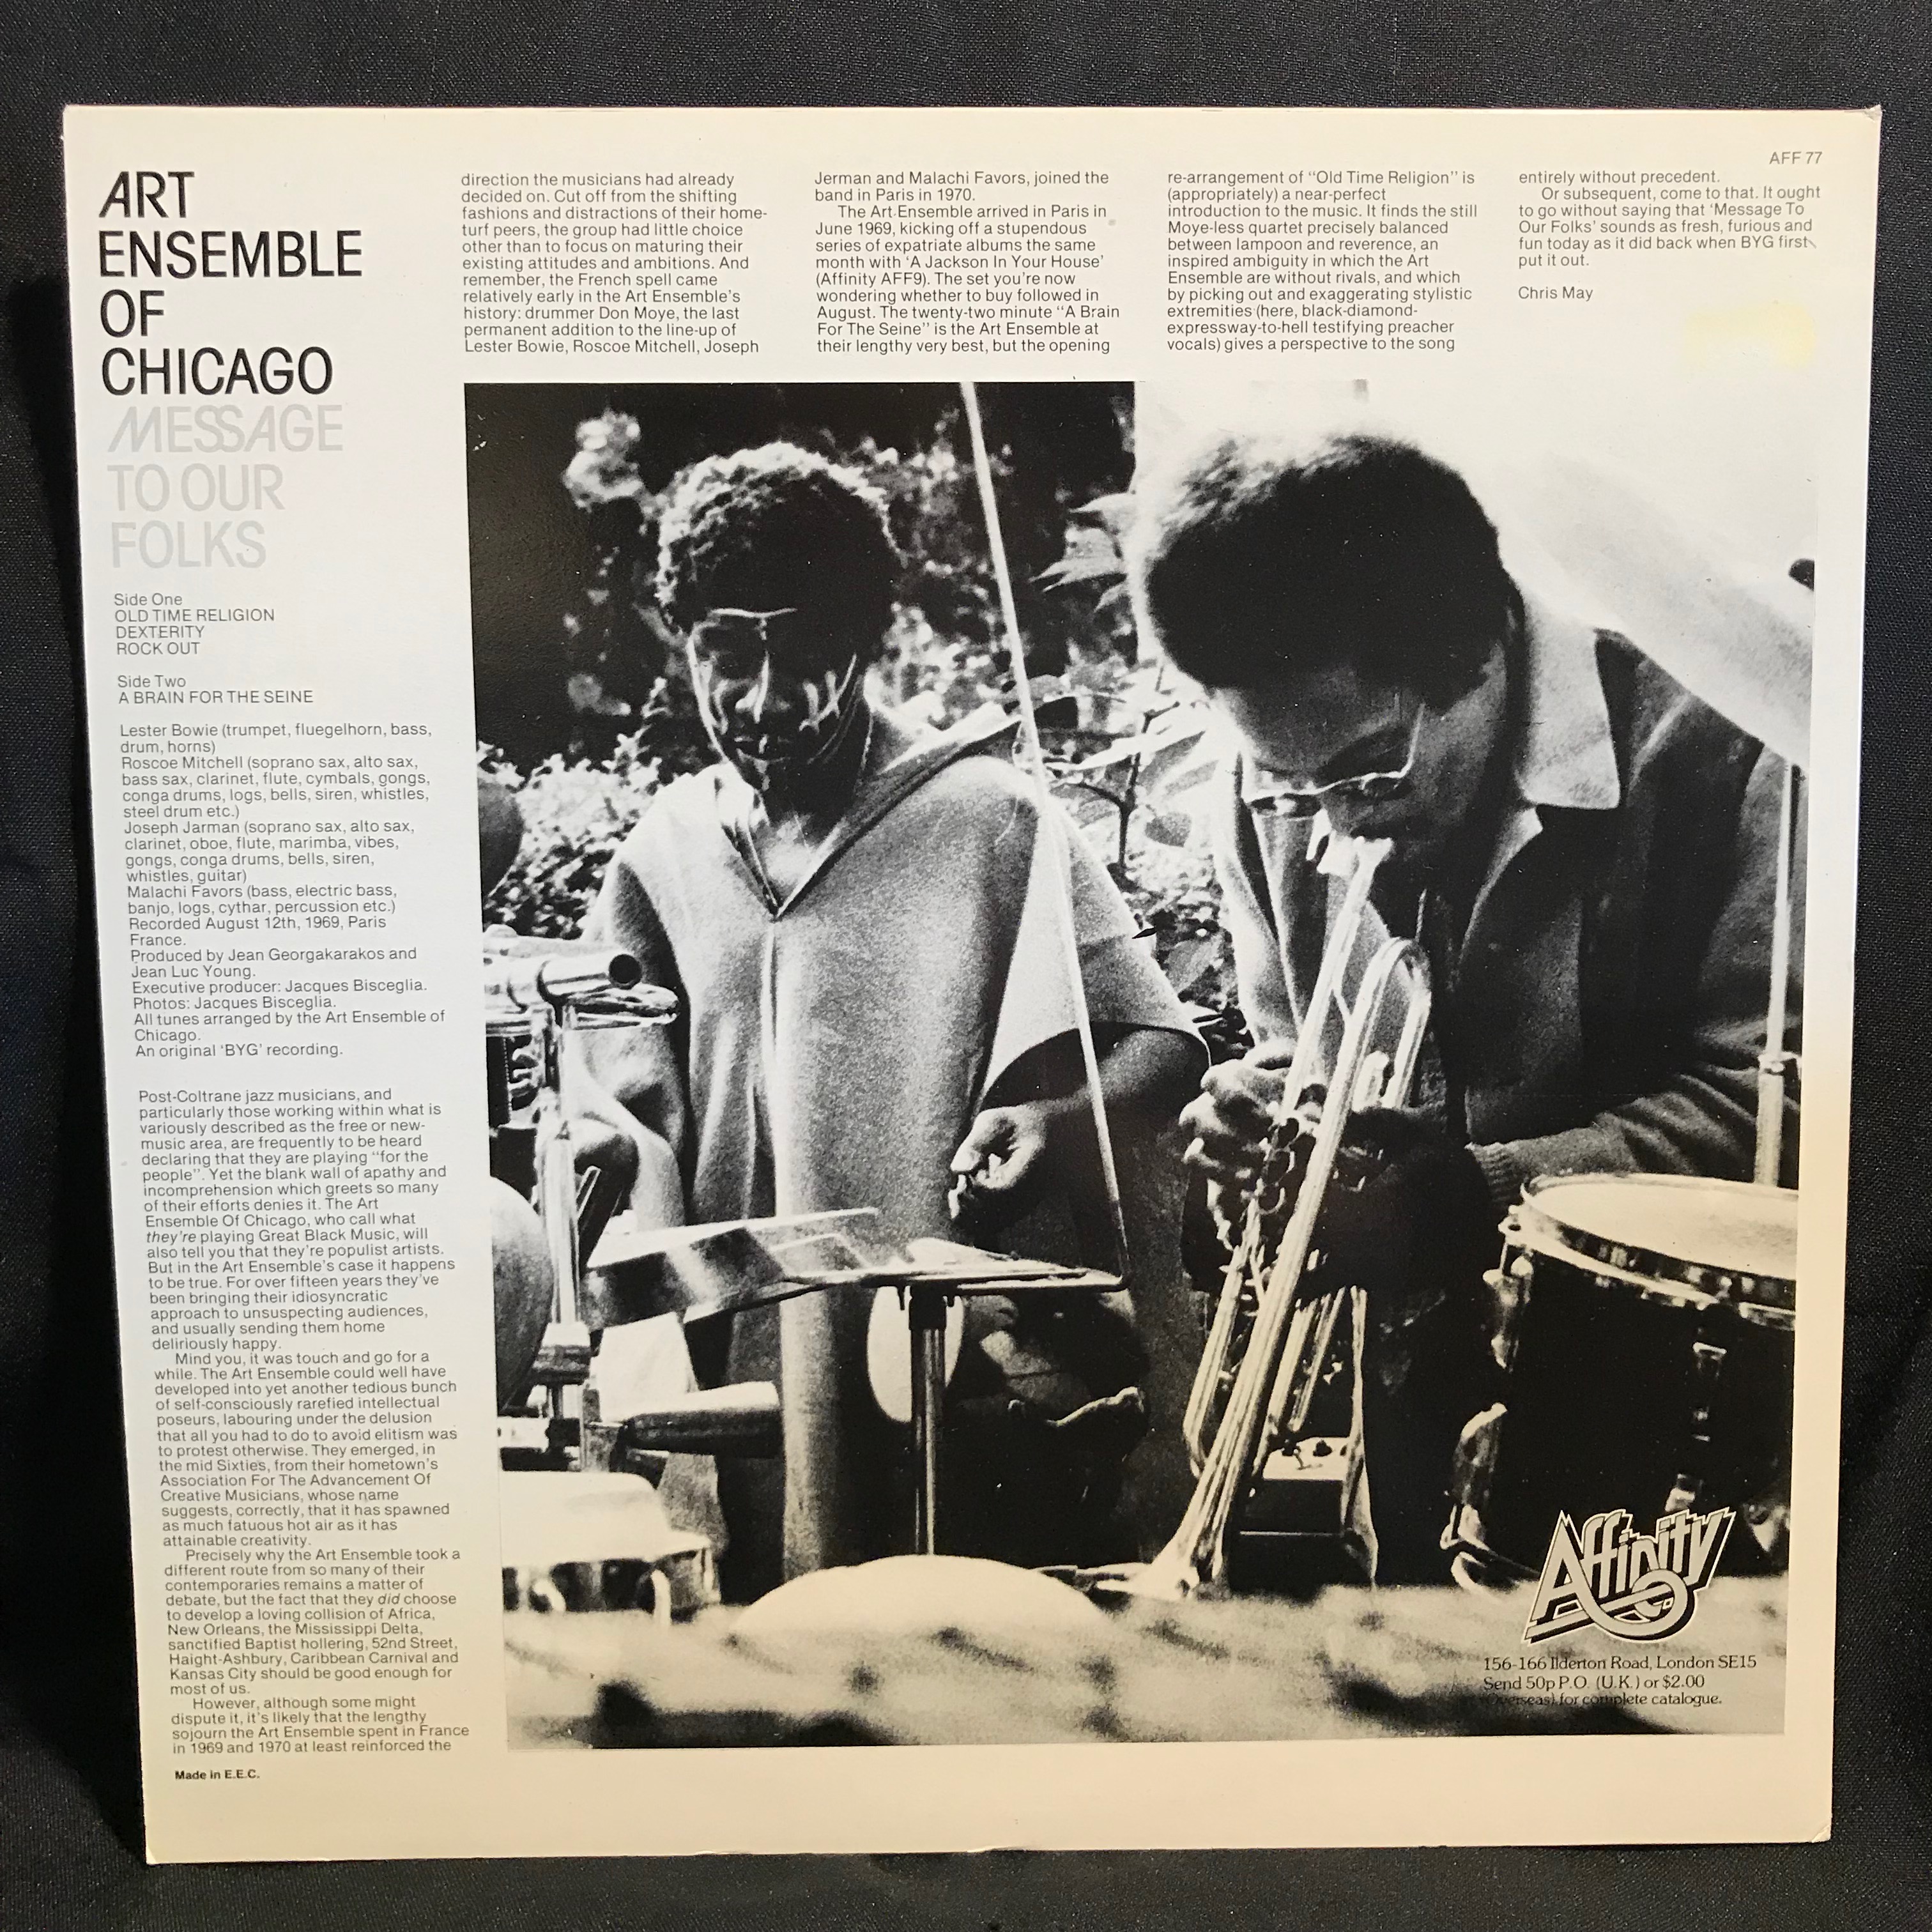 ART
ENSEMBLE
OF
CHICAGO
MESSAGE
TO OUR
FOLKS
Side One
OLD TIME RELIGION
DEXTERITY
ROCK OUT
Side Two
A BRAIN FOR THE SEINE
Lester Bowie (trumpet, fluegelhorn, bass,
drum, horns)
Roscoe Mitchell (soprano sax, alto sax,
bass sax, clarinet, flute, cymbals, gongs,
conga drums, logs, bells, siren, whistles,
steel drum etc.)
Joseph Jarman (soprano sax, alto sax,
clarinet, oboe, flute, marimba, vibes,
gongs, conga drums, bells, siren,
whistles, guitar)
Malachi Favors (bass, electric bass,
banjo, logs, cythar, percussion etc.)
Recorded August 12th, 1969, Paris
France.
Produced by Jean Georgakarakos and
Jean Luc Young.
Executive producer: Jacques Bisceglia.
Photos: Jacques Bisceglia.
All tunes arranged by the Art Ensemble of
Chicago.
An original 'BYG' recording.
Post-Coltrane jazz musicians, and
particularly those working within what is
variously described as the free or new-
music area, are frequently to be heard
declaring that they are playing "for the
people". Yet the blank wall of apathy and
incomprehension which greets so many
of their efforts denies it. The Art
Ensemble Of Chicago, who call what
they're playing Great Black Music, will
also tell you that they're populist artists.
But in the Art Ensemble's case it happens
to be true. For over fifteen years they've
been bringing their idiosyncratic
approach to unsuspecting audiences,
and usually sending them home
deliriously happy.
Mind you, it was touch and go for a
while. The Art Ensemble could well have
developed into yet another tedious bunch
of self-consciously rarefied intellectual
poseurs, labouring under the delusion
that all you had to do to avoid elitism was
to protest otherwise. They emerged, in
the mid Sixties, from their hometown's
Association For The Advancement Of
Creative Musicians, whose name
suggests, correctly, that it has spawned
as much fatuous hot air as it has
attainable creativity.
Precisely why the Art Ensemble took a
different route from so many of their
contemporaries remains a matter of
debate, but the fact that they did choose
to develop a loving collision of Africa,
New Orleans, the Mississippi Delta,
sanctified Baptist hollering, 52nd Street,
Haight-Ashbury, Caribbean Carnival and
Kansas City should be good enough for
most of us.
However, although some might
dispute it, it's likely that the lengthy
sojourn the Art Ensemble spent in France
in 1969 and 1970 at least reinforced the
Made in E.E.C.
direction the musicians had already
decided on. Cut off from the shifting
fashions and distractions of their home-
turf peers, the group had little choice
other than to focus on maturing their
existing attitudes and ambitions. And
remember, the French spell came
relatively early in the Art Ensemble's
history: drummer Don Moye, the last
permanent addition to the line-up of
Lester Bowie, Roscoe Mitchell, Joseph
Jerman and Malachi Favors, joined the
band in Paris in 1970.
The Art Ensemble arrived in Paris in
June 1969, kicking off a stupendous
series of expatriate albums the same
month with 'A Jackson In Your House'
(Affinity AFF9). The set you're now
wondering whether to buy followed in
August. The twenty-two minute "A Brain
For The Seine" is the Art Ensemble at
their lengthy very best, but the opening
re-arrangement of "Old Time Religion" is
(appropriately) a near-perfect
introduction to the music. It finds the still
Moye-less quartet precisely balanced
between lampoon and reverence, an
inspired ambiguity in which the Art
Ensemble are without rivals, and which
by picking out and exaggerating stylistic
extremities (here, black-diamond-
expressway-to-hell testifying preacher
vocals) gives a perspective to the song
AFF 77
entirely without precedent.
Or subsequent, come to that. It ought
to go without saying that 'Message To
Our Folks' sounds as fresh, furious and
fun today as it did back when BYG first
put it out.
Chris May
Affinity
156-166 Ilderton Road, London SE15
Send 50p P.O. (U.K.) or $2.00
(Overseas) for complete catalogue.